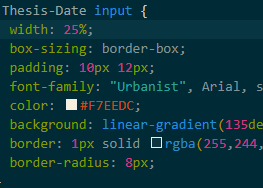 Thesis-Date input {
width: 25%;
box-sizing: border-box;
padding: 10px 12px;
font-family: "Urbanist", Arial, s
color: #F7EEDC;
background: linear-gradient(135de
border: 1px solid rgba(255,244,
border-radius: 8px;